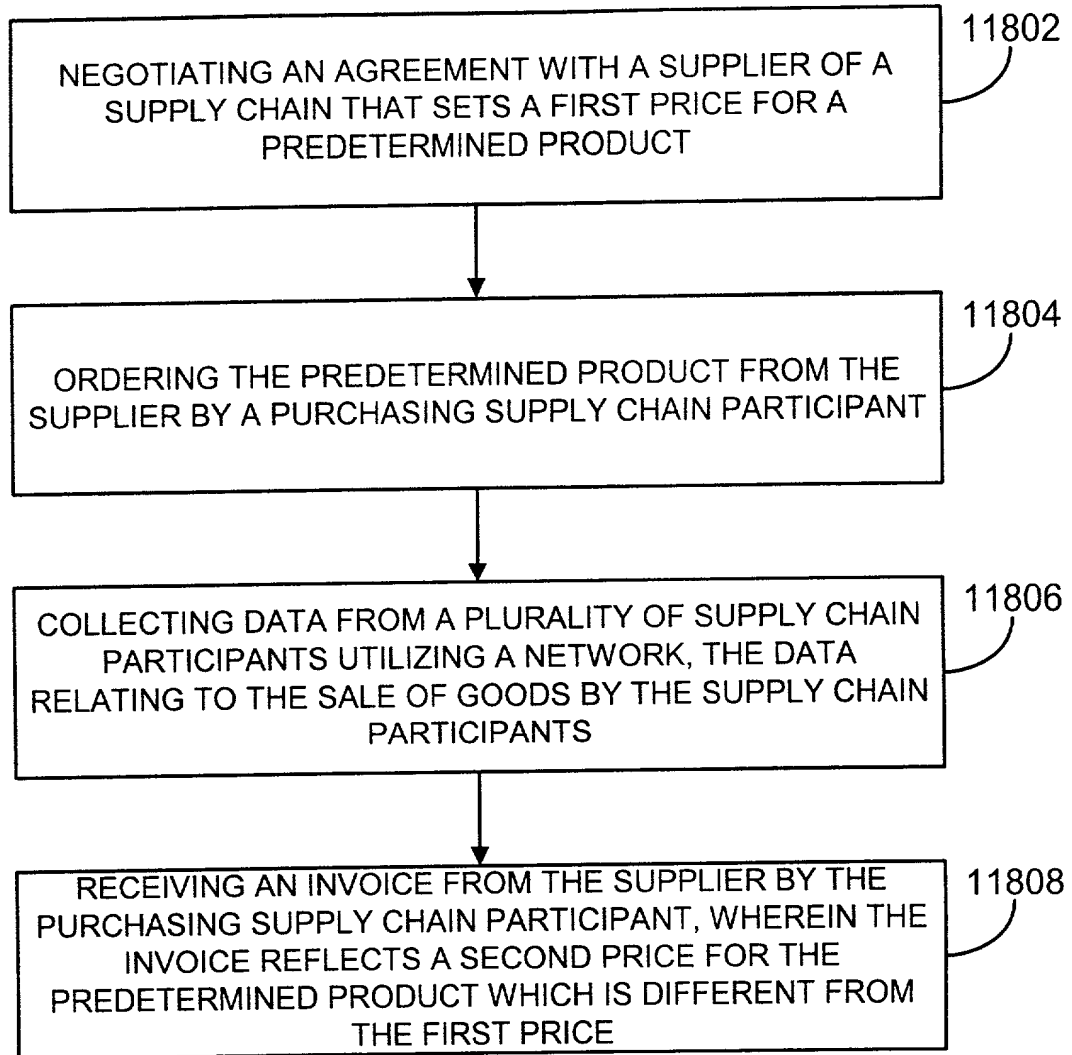 11802
NEGOTIATING AN AGREEMENT WITH A SUPPLIER OF A
SUPPLY CHAIN THAT SETS A FIRST PRICE FOR A
PREDETERMINED PRODUCT
11804
ORDERING THE PREDETERMINED PRODUCT FROM THE
SUPPLIER BY A PURCHASING SUPPLY CHAIN PARTICIPANT
11806
COLLECTING DATA FROM A PLURALITY OF SUPPLY CHAIN
PARTICIPANTS UTILIZING A NETWORK, THE DATA
RELATING TO THE SALE OF GOODS BY THE SUPPLY CHAIN
PARTICIPANTS
11808
RECEIVING AN INVOICE FROM THE SUPPLIER BY THE
PURCHASING SUPPLY CHAIN PARTICIPANT, WHEREIN THE
INVOICE REFLECTS A SECOND PRICE FOR THE
PREDETERMINED PRODUCT WHICH IS DIFFERENT FROM
THE FIRST PRICE